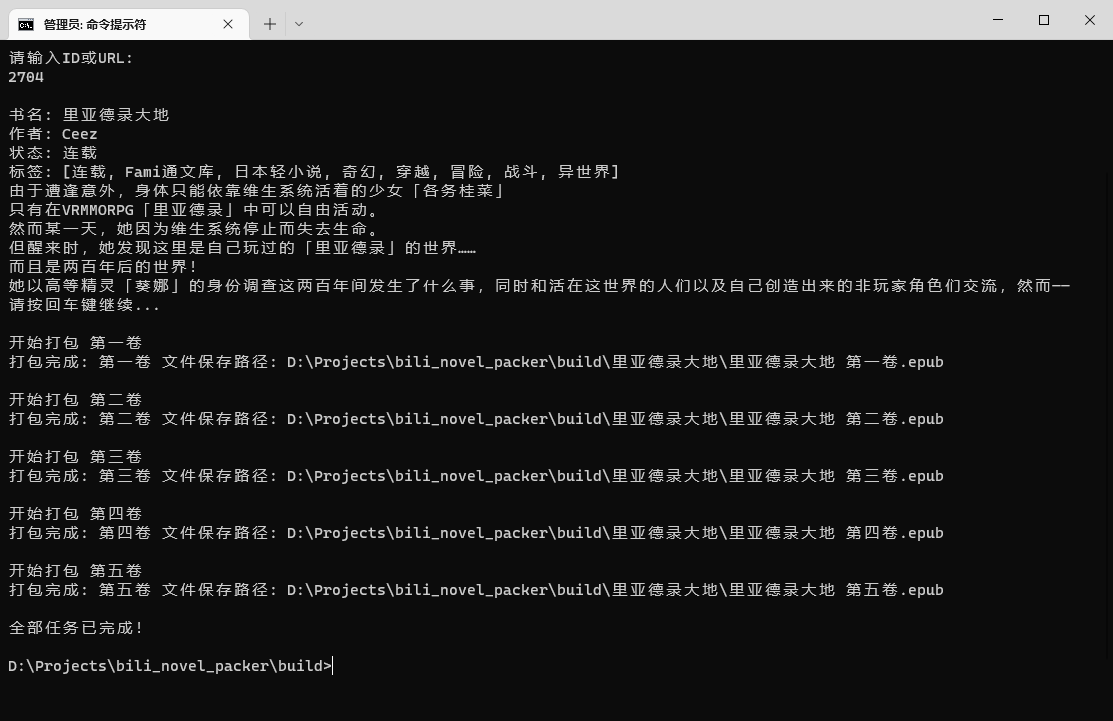 管理员: 命令提示符
请输入ID或URL:
2704
书名: 里亚德录大地
作者: Ceez
状态: 连载
标签: [连载, Fami通文库, 日本轻小说, 奇幻, 穿越, 冒险, 战斗, 异世界]
由于遭逢意外，身体只能依靠维生系统活着的少女「各务桂菜」
只有在VRMMORPG「里亚德录」中可以自由活动。
然而某一天，她因为维生系统停止而失去生命。
但醒来时，她发现这里是自己玩过的「里亚德录」的世界……
而且是两百年后的世界！
她以高等精灵「葵娜」的身份调查这两百年间发生了什么事，同时和活在这世界的人们以及自己创造出来的非玩家角色们交流，然而——
请按回车键继续...
开始打包 第一卷
打包完成: 第一卷 文件保存路径: D:\Projects\bili_novel_packer\build\里亚德录大地\里亚德录大地 第一卷.epub
开始打包 第二卷
打包完成: 第二卷 文件保存路径: D:\Projects\bili_novel_packer\build\里亚德录大地\里亚德录大地 第二卷.epub
开始打包 第三卷
打包完成: 第三卷 文件保存路径: D:\Projects\bili_novel_packer\build\里亚德录大地\里亚德录大地 第三卷.epub
开始打包 第四卷
打包完成: 第四卷 文件保存路径: D:\Projects\bili_novel_packer\build\里亚德录大地\里亚德录大地 第四卷.epub
开始打包 第五卷
打包完成: 第五卷 文件保存路径: D:\Projects\bili_novel_packer\build\里亚德录大地\里亚德录大地 第五卷.epub
全部任务已完成！
D:\Projects\bili_novel_packer\build>